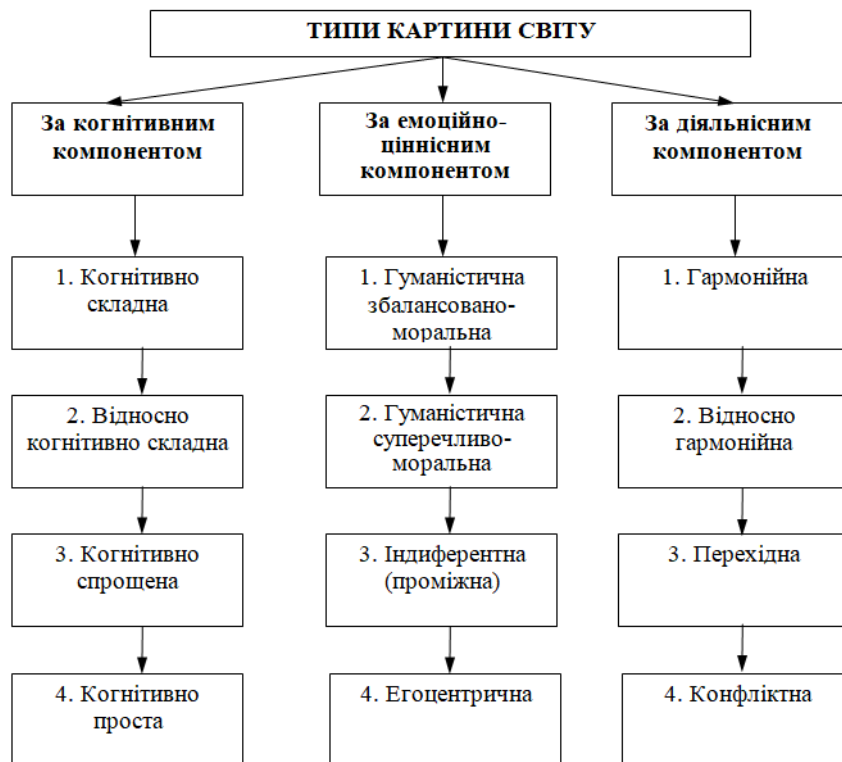 ТИПИ КАРТИНИ СВІТУ
За когнітивним
компонентом
За емоційно-
ціннісним
компонентом
За діяльнісним
компонентом
1. Когнітивно
складна
1. Гуманістична
збалансовано-
моральна
1. Гармонійна
2. Відносно
когнітивно складна
2. Гуманістична
суперечливо-
моральна
2. Відносно
гармонійна
3. Когнітивно
спрощена
3. Індиферентна
(проміжна)
3. Перехідна
4. Когнітивно
проста
4. Егоцентрична
4. Конфліктна